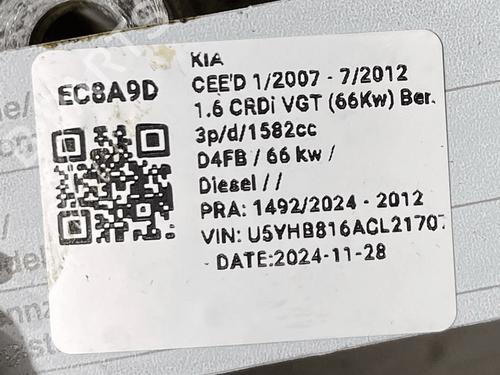 KIA
EC8A9D
CEE'D 1/2007 - 7/2012
1.6 CRDi VGT (66Kw) Ber.
3p/d/1582cc
D4FB / 66 kw /
Diesel / /
PRA: 1492/2024 - 2012
VIN: U5YHB816ACL21707
- DATE:2024-11-28